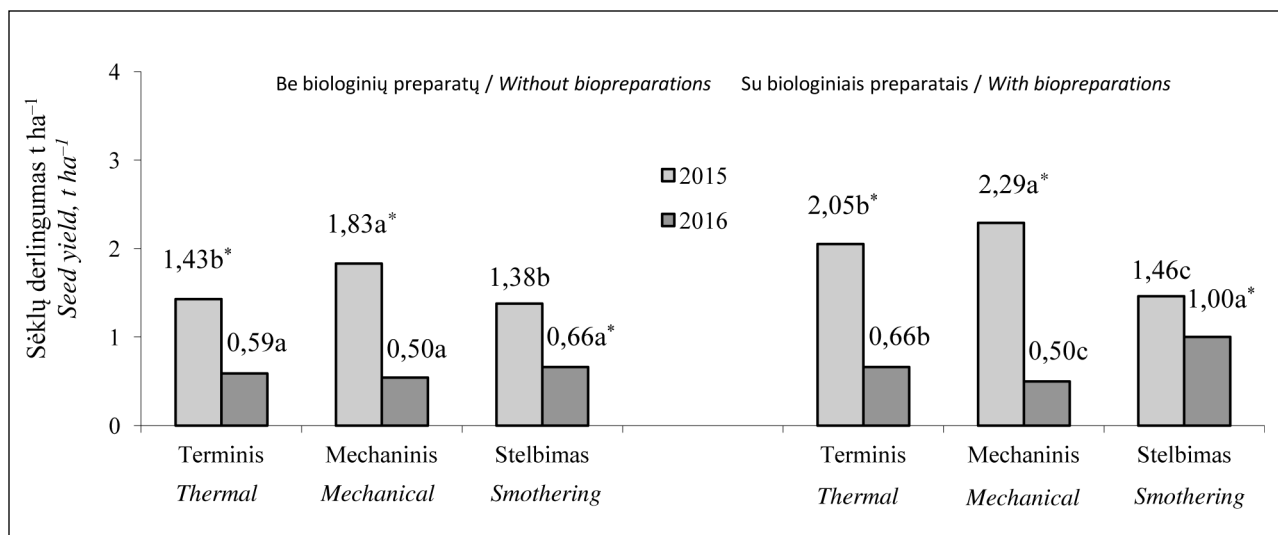 Sėklų derlingumas t ha⁻¹
Seed yield, t ha⁻¹
4
3
2
1
0
Be biologinių preparatų / Without biopreparations
Su biologiniais preparatais / With biopreparations
2015
2016
1,43b*
0,59a
1,83a*
0,50a
1,38b
0,66a*
2,05b*
0,66b
2,29a*
0,50c
1,46c
1,00a*
Terminis
Thermal
Mechaninis
Mechanical
Stelbimas
Smothering
Terminis
Thermal
Mechaninis
Mechanical
Stelbimas
Smothering